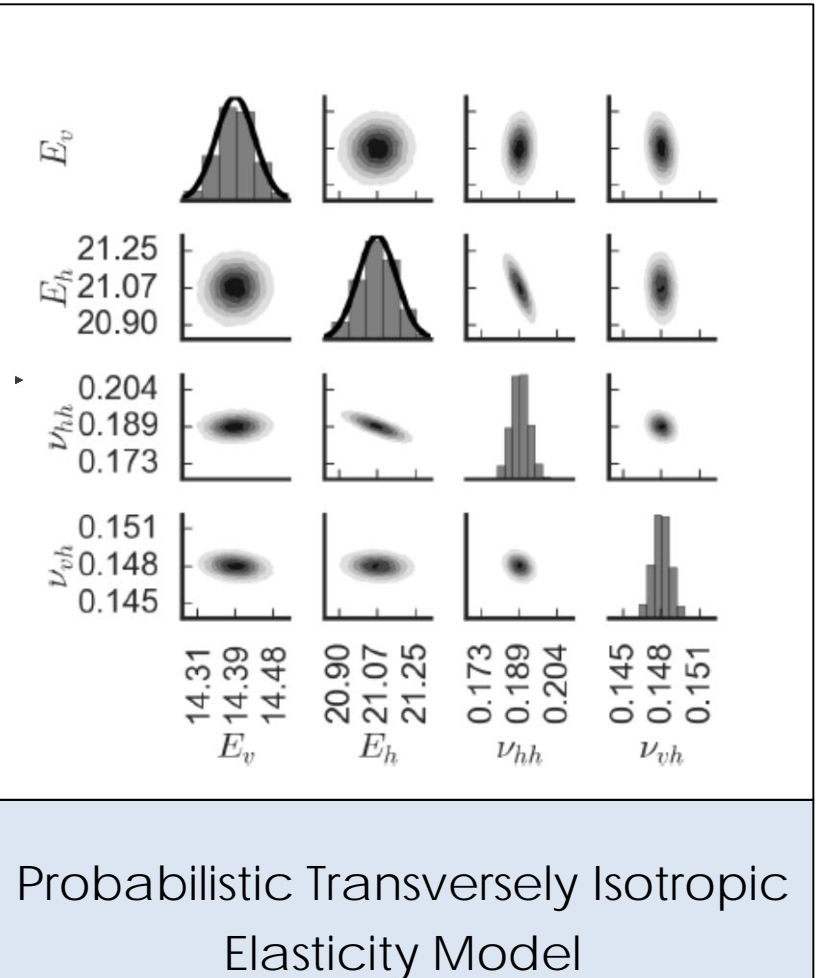 E_v
E_h
21.25
21.07
20.90
ν_hh
0.204
0.189
0.173
ν_vh
0.151
0.148
0.145
14.31 14.39 14.48 20.90 21.07 21.25 0.173 0.189 0.204 0.145 0.148 0.151
E_v E_h ν_hh ν_vh
Probabilistic Transversely Isotropic
Elasticity Model